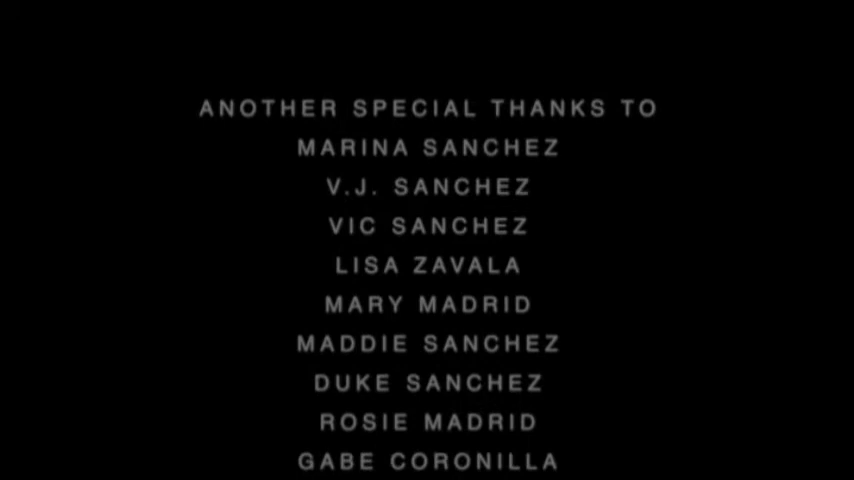 ANOTHER SPECIAL THANKS TO
MARINA SANCHEZ
V.J. SANCHEZ
VIC SANCHEZ
LISA ZAVALA
MARY MADRID
MADDIE SANCHEZ
DUKE SANCHEZ
ROSIE MADRID
GABE CORONILLA